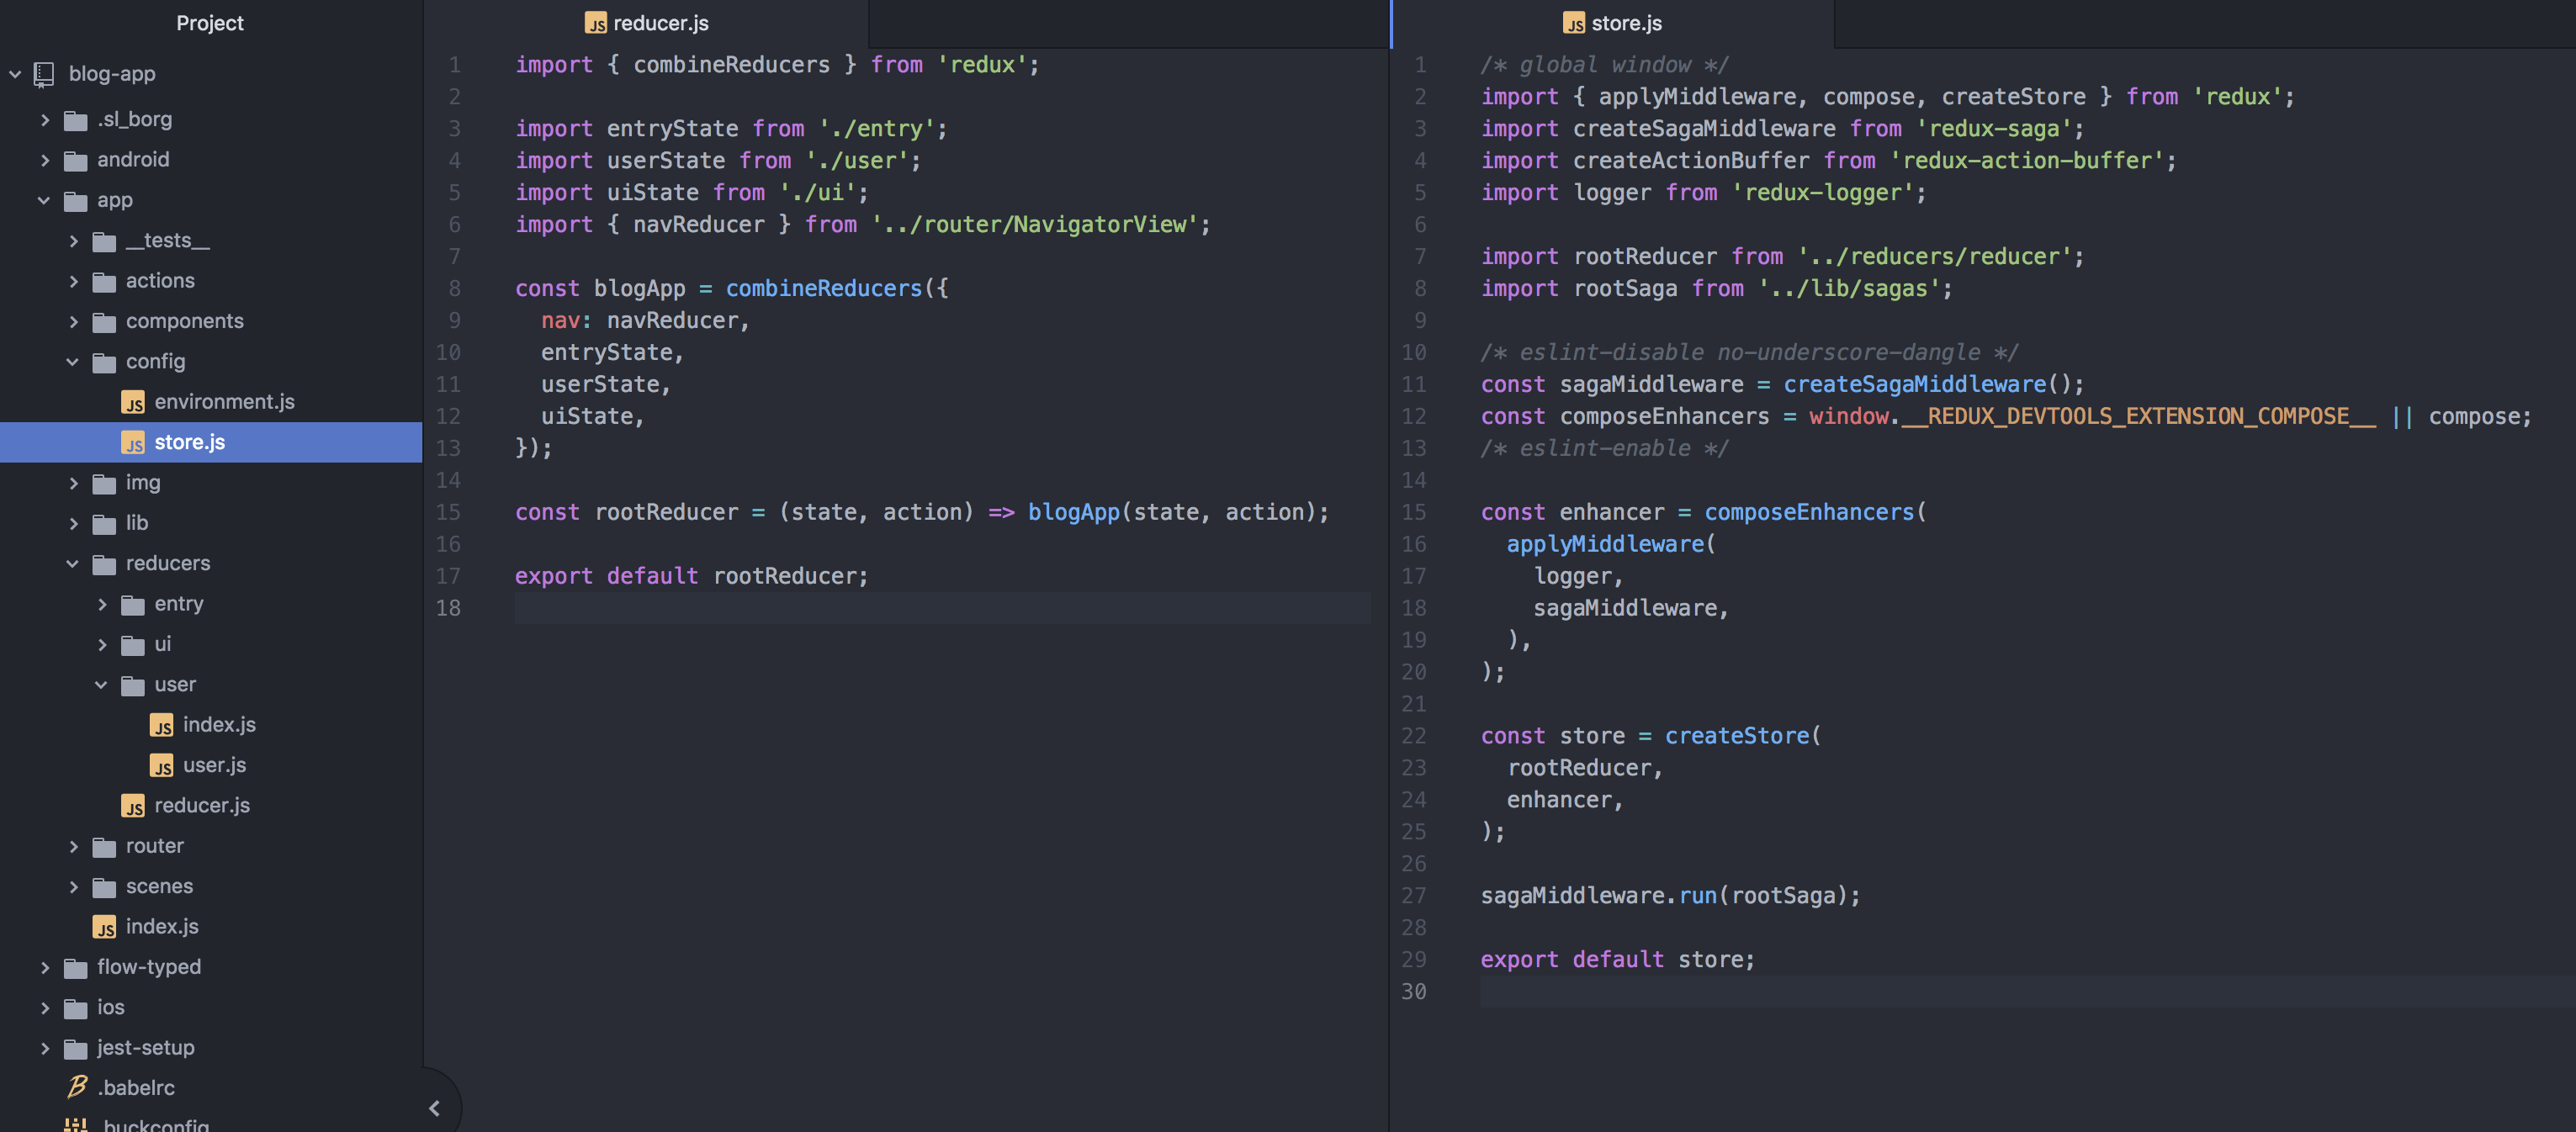 Project
blog-app
.sl_borg
android
app
__tests__
actions
components
config
JS environment.js
JS store.js
img
lib
reducers
entry
ui
user
JS index.js
JS user.js
JS reducer.js
router
scenes
JS index.js
flow-typed
ios
jest-setup
.babelrc
.buckconfig
JS reducer.js
1 import { combineReducers } from 'redux';
2
3 import entryState from './entry';
4 import userState from './user';
5 import uiState from './ui';
6 import { navReducer } from '../router/NavigatorView';
7
8 const blogApp = combineReducers({
9   nav: navReducer,
10   entryState,
11   userState,
12   uiState,
13 });
14
15 const rootReducer = (state, action) => blogApp(state, action);
16
17 export default rootReducer;
18
JS store.js
1 /* global window */
2 import { applyMiddleware, compose, createStore } from 'redux';
3 import createSagaMiddleware from 'redux-saga';
4 import createActionBuffer from 'redux-action-buffer';
5 import logger from 'redux-logger';
6
7 import rootReducer from '../reducers/reducer';
8 import rootSaga from '../lib/sagas';
9
10 /* eslint-disable no-underscore-dangle */
11 const sagaMiddleware = createSagaMiddleware();
12 const composeEnhancers = window.__REDUX_DEVTOOLS_EXTENSION_COMPOSE__ || compose;
13 /* eslint-enable */
14
15 const enhancer = composeEnhancers(
16   applyMiddleware(
17     logger,
18     sagaMiddleware,
19   ),
20 );
21
22 const store = createStore(
23   rootReducer,
24   enhancer,
25 );
26
27 sagaMiddleware.run(rootSaga);
28
29 export default store;
30